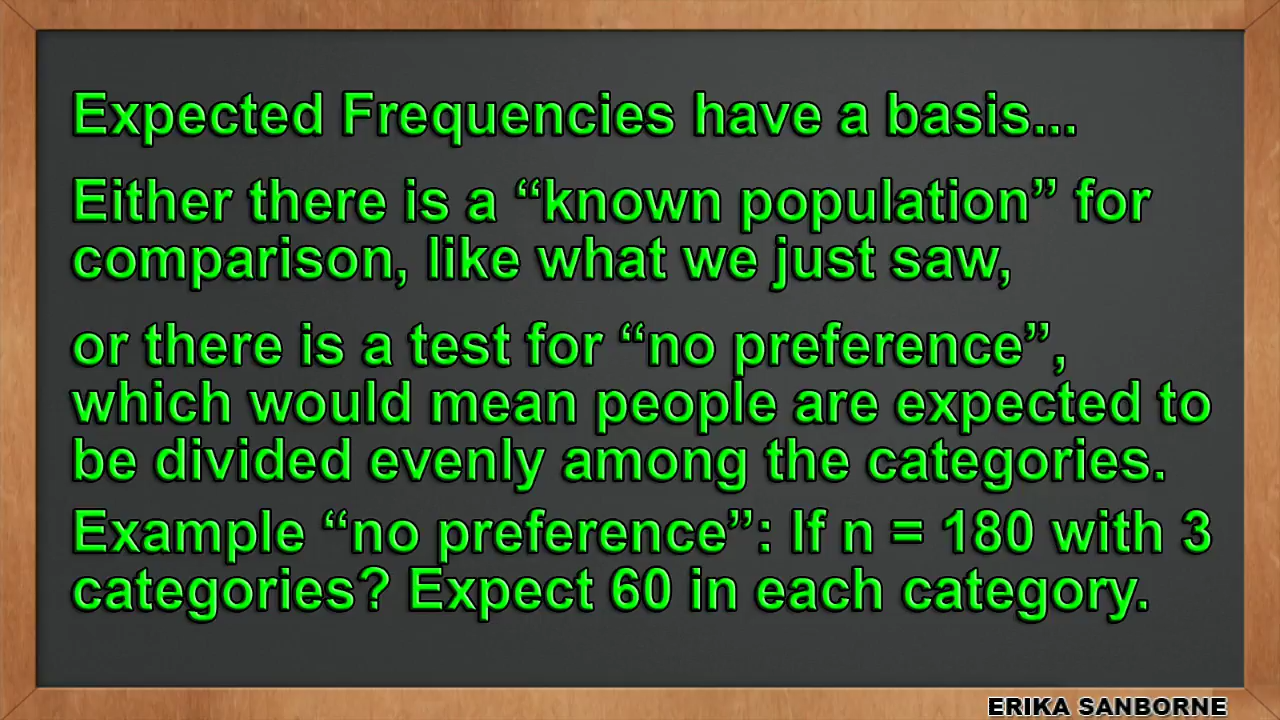 Expected Frequencies have a basis...
Either there is a “known population” for
comparison, like what we just saw,
or there is a test for “no preference”,
which would mean people are expected to
be divided evenly among the categories.
Example “no preference”: If n = 180 with 3
categories? Expect 60 in each category.
ERIKA SANBORNE